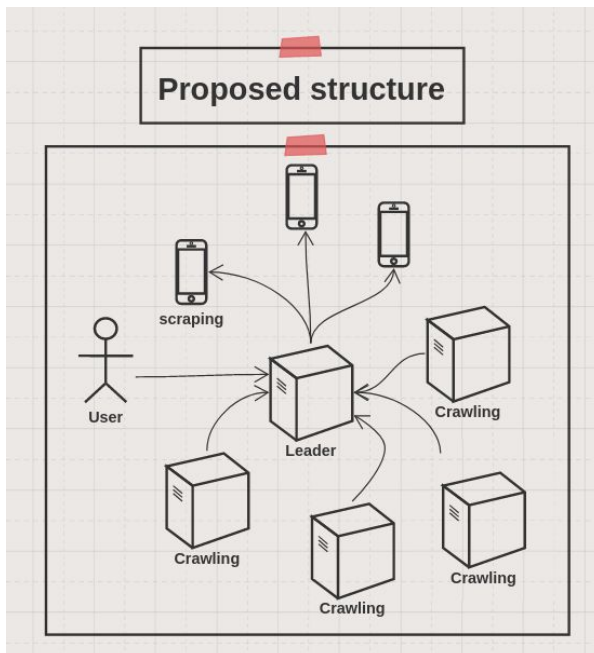 Proposed structure
scraping
User
Leader
Crawling
Crawling
Crawling
Crawling